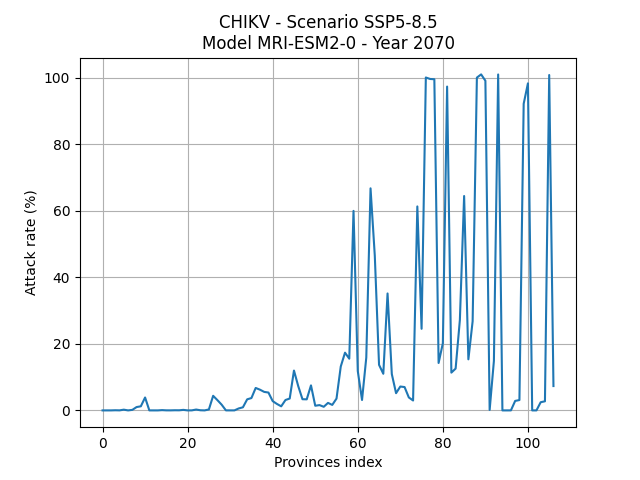 CHIKV - Scenario SSP5-8.5
Model MRI-ESM2-0 - Year 2070
100
80
60
40
20
0
Attack rate (%)
0 20 40 60 80 100
Provinces index